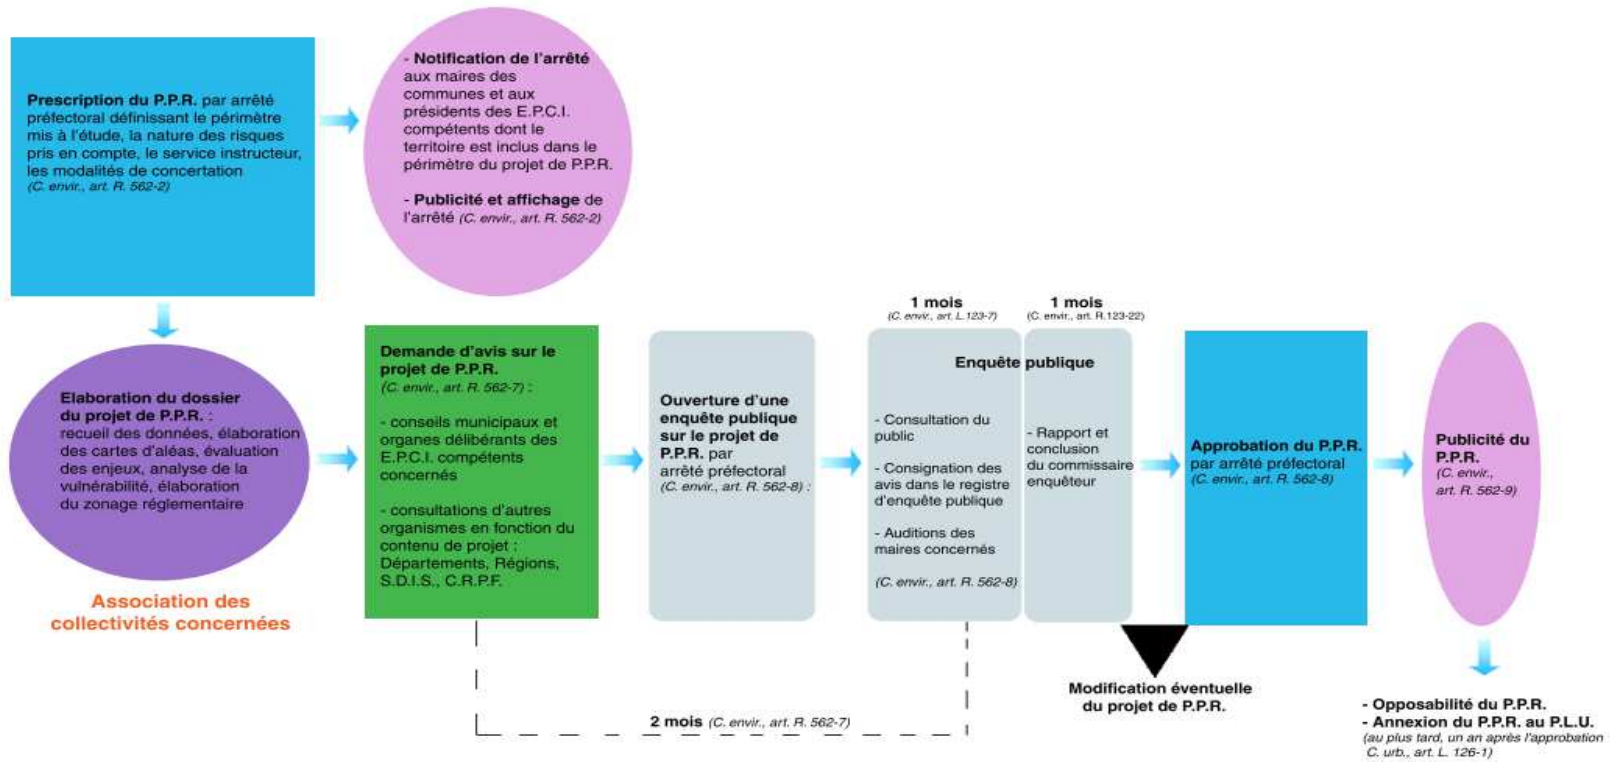 Prescription du P.P.R. par arrêté
préfectoral définissant le périmètre
mis à l'étude, la nature des risques
pris en compte, le service instructeur,
les modalités de concertation
(C. envir., art. R. 562-2)
- Notification de l'arrêté
aux maires des
communes et aux
présidents des E.P.C.I.
compétents dont le
territoire est inclus dans le
périmètre du projet de P.P.R.
- Publicité et affichage de
l'arrêté (C. envir., art. R. 562-2)
Elaboration du dossier
du projet de P.P.R. :
recueil des données, élaboration
des cartes d'aléas, évaluation
des enjeux, analyse de la
vulnérabilité, élaboration
du zonage réglementaire
Association des
collectivités concernées
Demande d'avis sur le
projet de P.P.R.
(C. envir., art. R. 562-7) :
- conseils municipaux et
organes délibérants des
E.P.C.I. compétents
concernés
- consultations d'autres
organismes en fonction du
contenu de projet :
Départements, Régions,
S.D.I.S., C.R.P.F.
Ouverture d'une
enquête publique
sur le projet de
P.P.R. par
arrêté préfectoral
(C. envir., art. R. 562-8) :
1 mois
(C. envir., art. L.123-7)
1 mois
(C. envir., art. R.123-22)
Enquête publique
- Consultation du
public
- Consignation des
avis dans le registre
d'enquête publique
- Auditions des
maires concernés
(C. envir., art. R. 562-8)
- Rapport et
conclusion
du commissaire
enquêteur
Approbation du P.P.R.
par arrêté préfectoral
(C. envir., art. R. 562-8)
Publicité du
P.P.R.
(C. envir.,
art. R. 562-9)
2 mois (C. envir., art. R. 562-7)
Modification éventuelle
du projet de P.P.R.
- Opposabilité du P.P.R.
- Annexion du P.P.R. au P.L.U.
(au plus tard, un an après l'approbation
C. urb., art. L. 126-1)